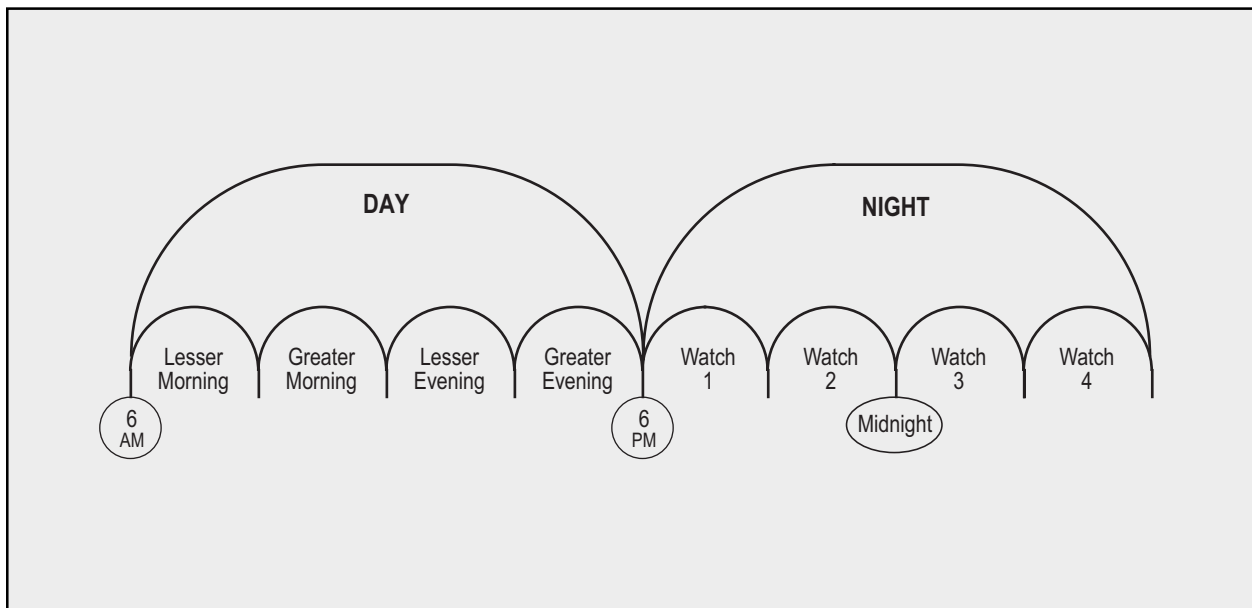 DAY
NIGHT
Lesser
Morning
Greater
Morning
Lesser
Evening
Greater
Evening
Watch
1
Watch
2
Watch
3
Watch
4
6
AM
6
PM
Midnight